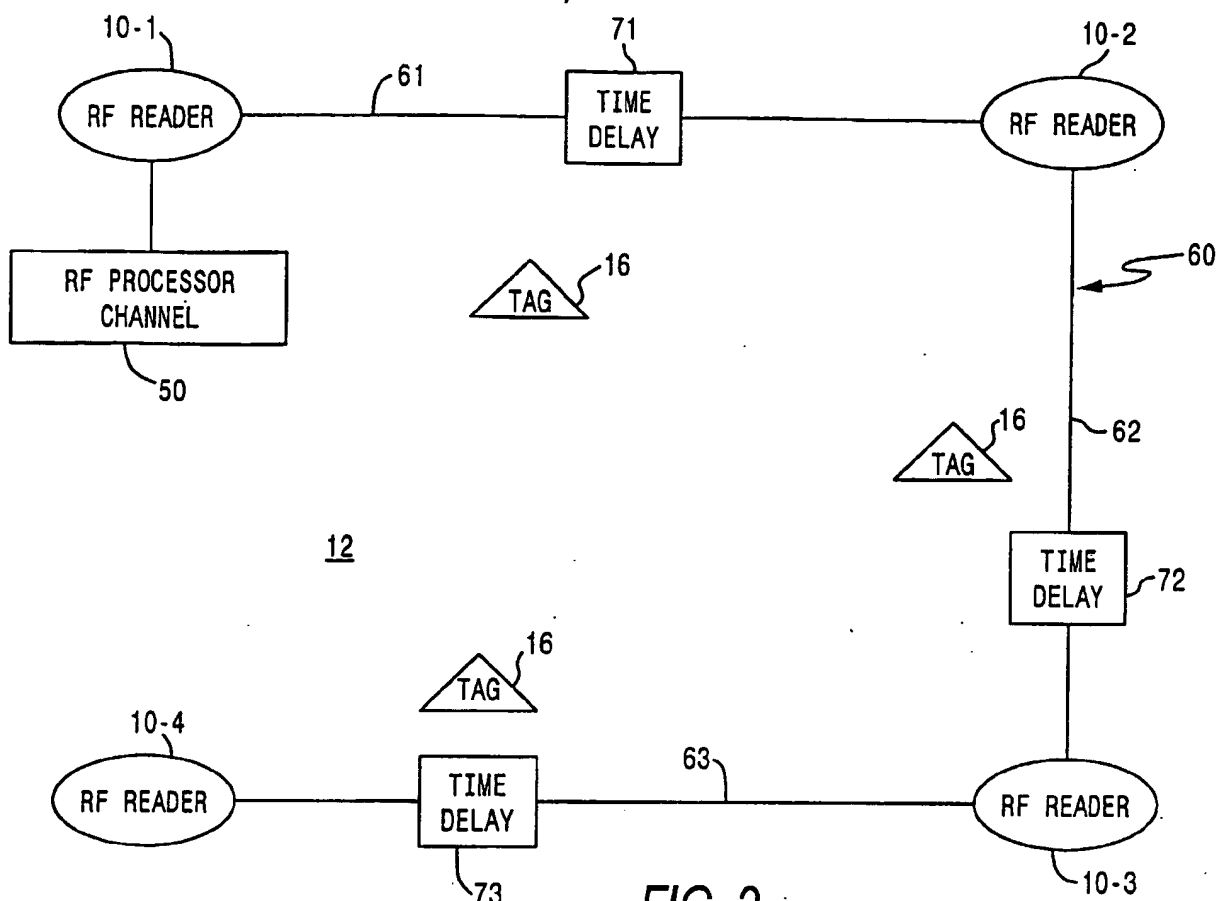 10-1
71
10-2
61
RF READER
TIME
DELAY
RF READER
60
RF PROCESSOR
CHANNEL
16
TAG
50
16
TAG
62
12
TIME
DELAY
72
16
TAG
10-4
63
RF READER
TIME
DELAY
RF READER
73
10-3